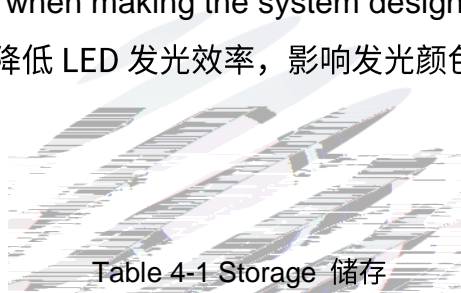 when making the system design
降低 LED 发光效率，影响发光颜色
Table 4-1 Storage 储存